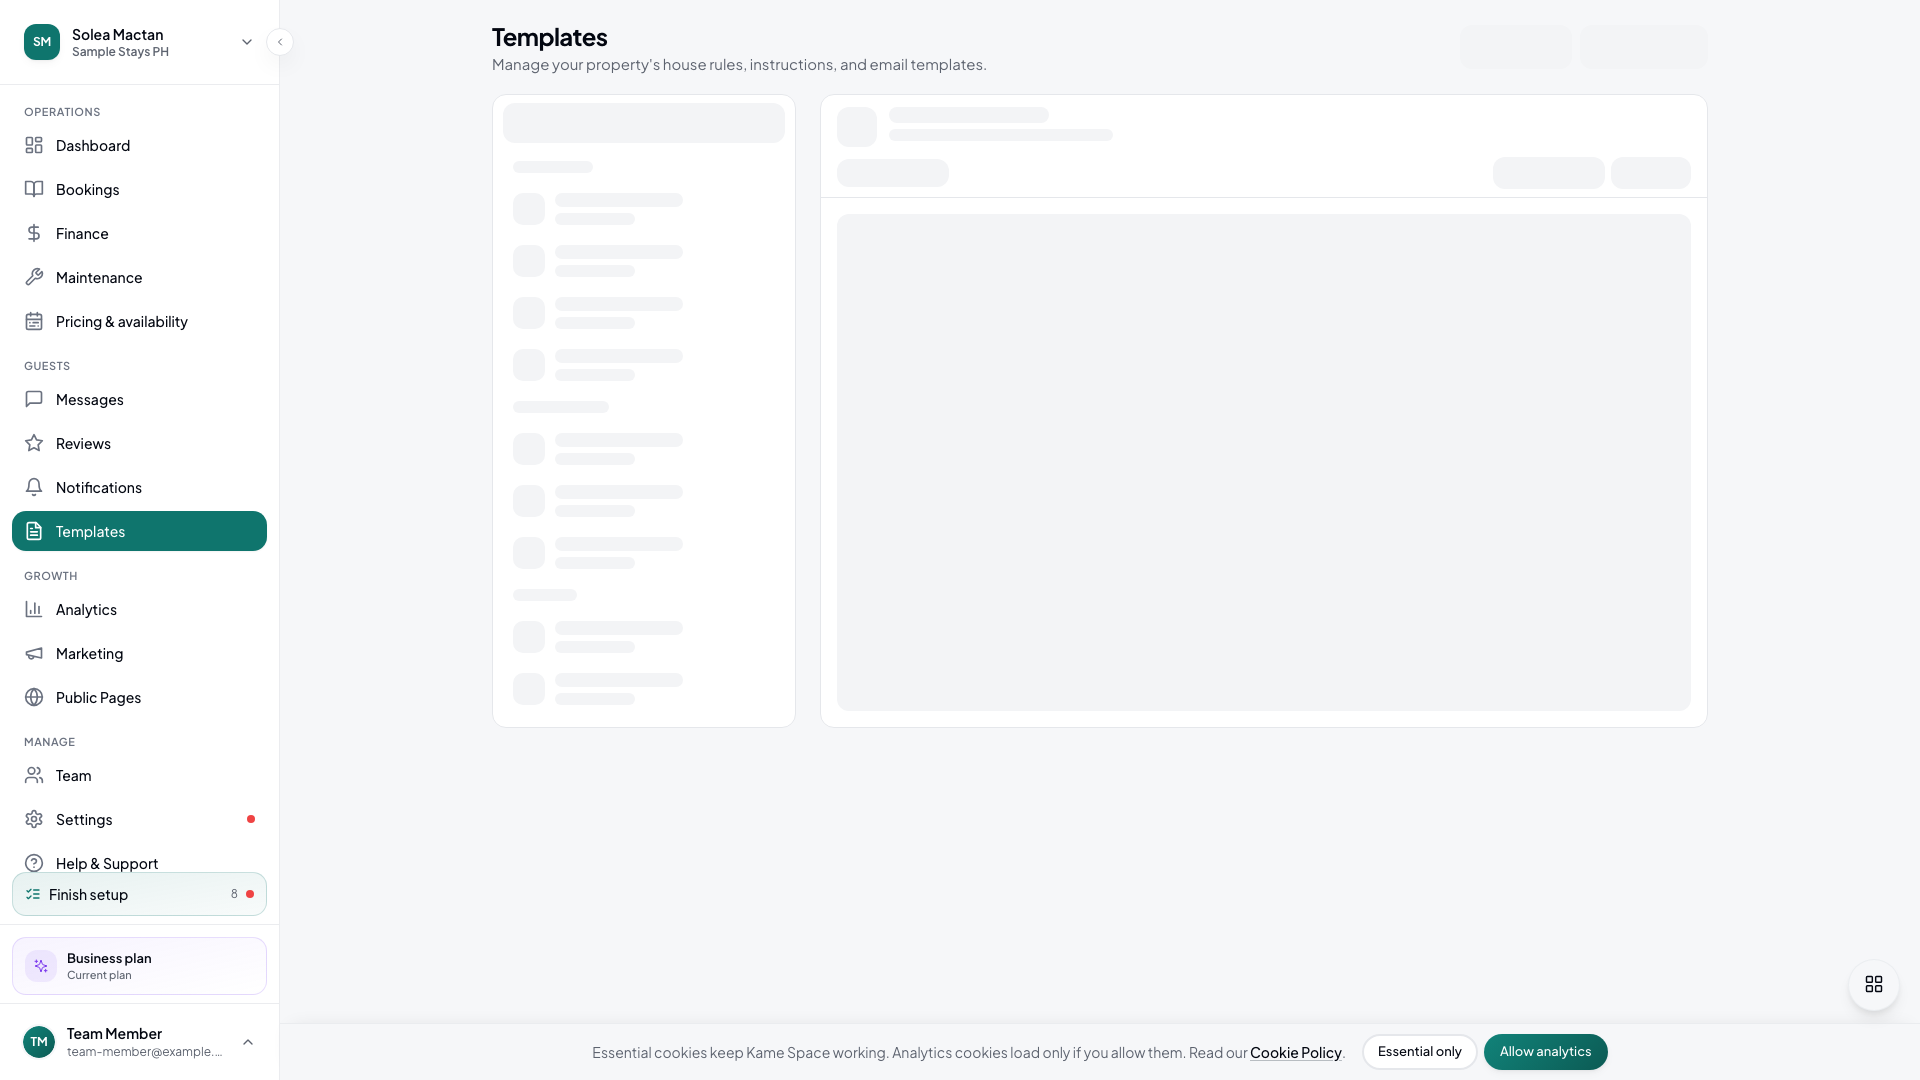 SM
Solea Mactan
Sample Stays PH
OPERATIONS
Dashboard
Bookings
Finance
Maintenance
Pricing & availability
GUESTS
Messages
Reviews
Notifications
Templates
GROWTH
Analytics
Marketing
Public Pages
MANAGE
Team
Settings
Help & Support
Finish setup 8
Business plan
Current plan
TM
Team Member
team-member@example....
Templates
Manage your property's house rules, instructions, and email templates.
Essential cookies keep Kame Space working. Analytics cookies load only if you allow them. Read our Cookie Policy.
Essential only
Allow analytics